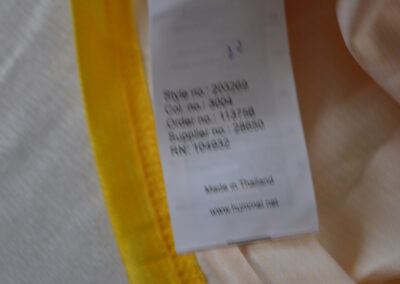 Style no.: 203269
Col. no.: 3004
Order no.: 113758
Supplier no.: 28850
RN: 104932
Made in Thailand
www.hummel.net